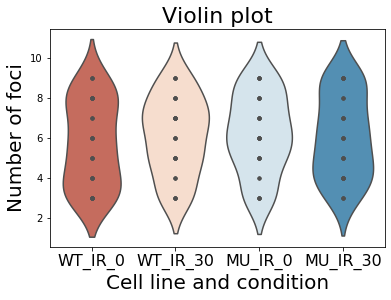 Violin plot
Number of foci
10
8
6
4
2
WT_IR_0 WT_IR_30 MU_IR_0 MU_IR_30
Cell line and condition